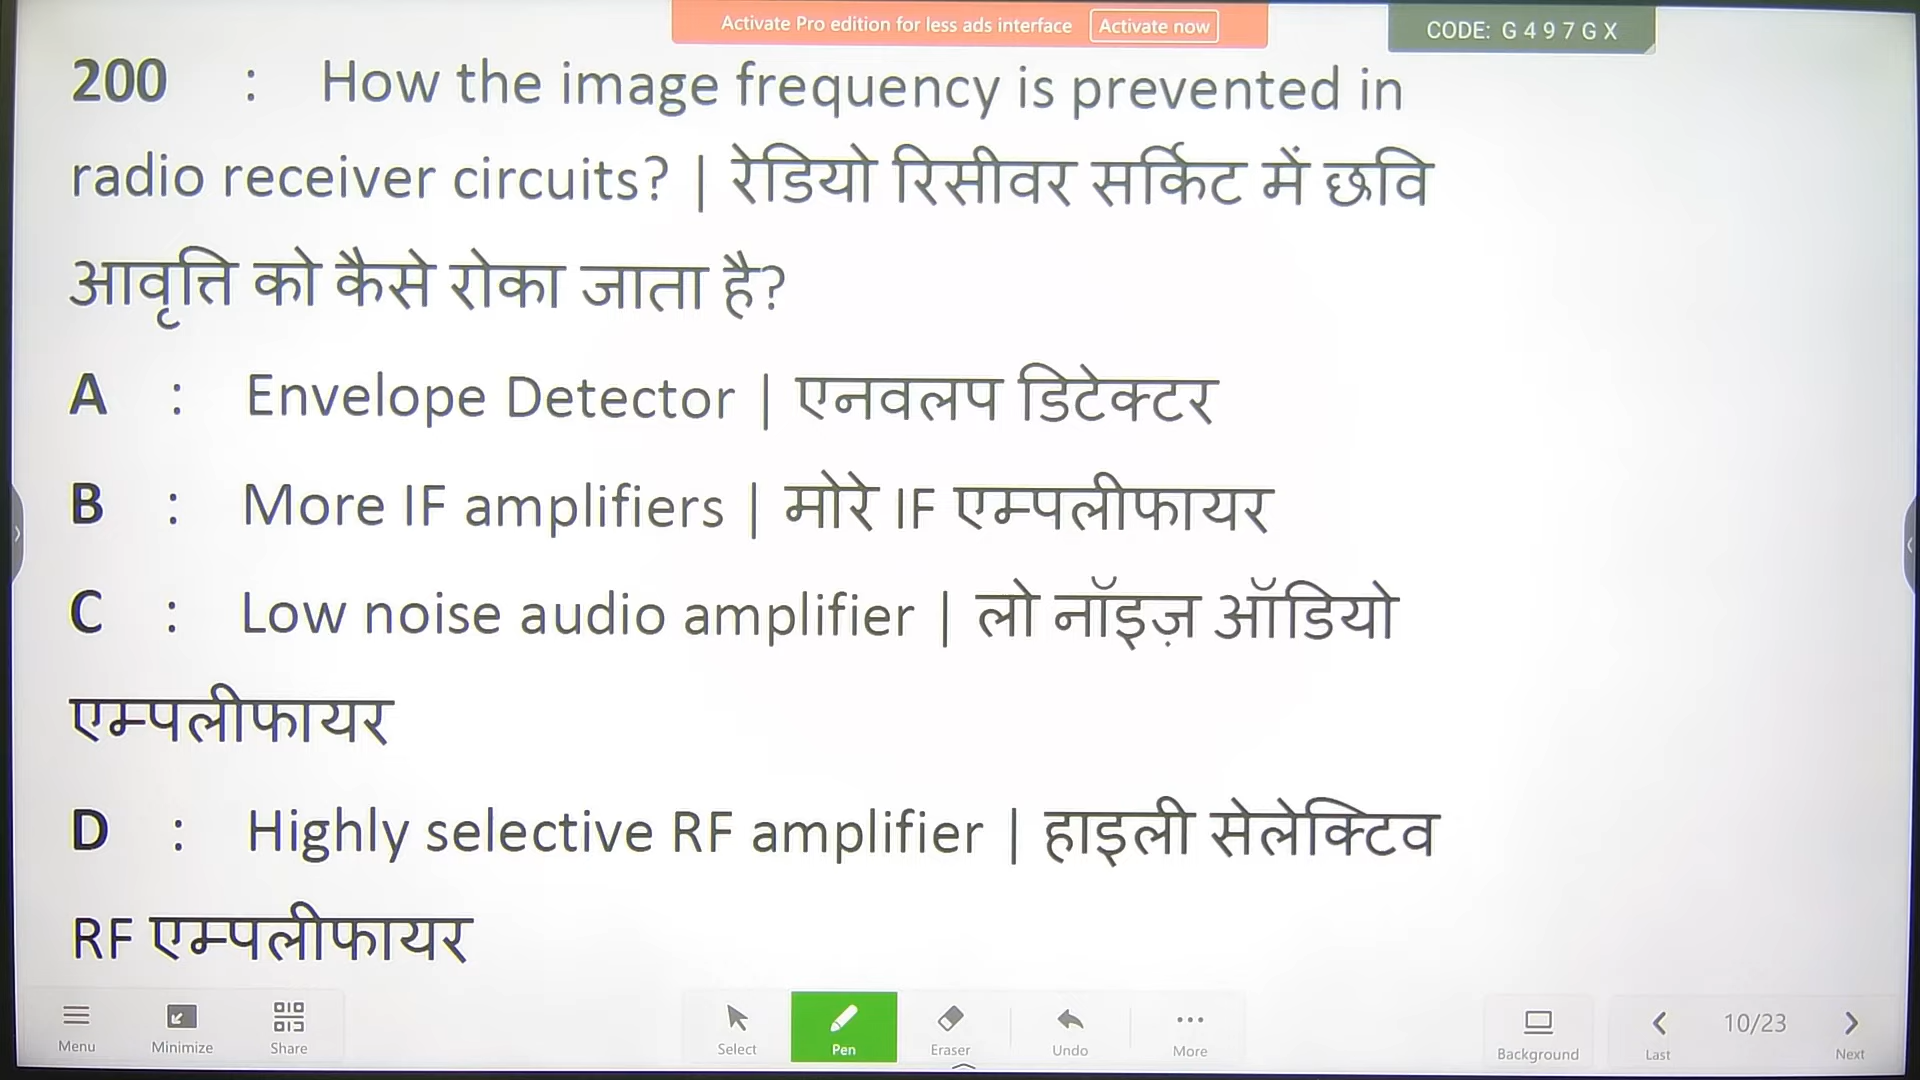 Activate Pro edition for less ads interface Activate now
CODE: G 4 9 7 G X
200 : How the image frequency is prevented in
radio receiver circuits? | रेडियो रिसीवर सर्किट में छवि
आवृत्ति को कैसे रोका जाता है?
A : Envelope Detector | एनवलप डिटेक्टर
B : More IF amplifiers | मोरे IF एम्पलीफायर
C : Low noise audio amplifier | लो नॉइज़ ऑडियो
एम्पलीफायर
D : Highly selective RF amplifier | हाइली सेलेक्टिव
RF एम्पलीफायर
Menu Minimize Share Select Pen Eraser Undo More Background Last 10/23 Next